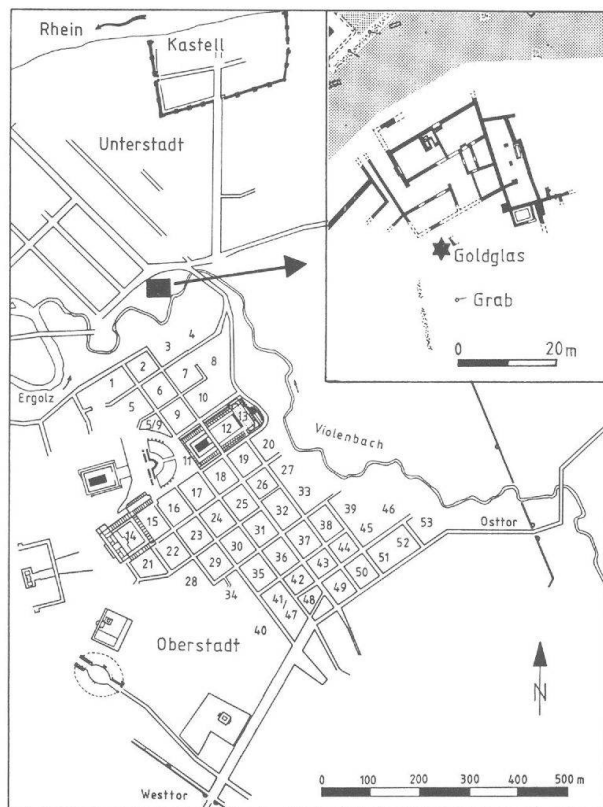 Rhein
Kastell
Unterstadt
Goldglas
Grab
0 20 m
Ergolz
1 2 3 4
5 6 7 8
5/9 9 10
11 12 13
14 15 16 17 18 19 20
21 22 23 24 25 26 27
28 29 30 31 32 33
34 35 36 37 38 39
40 41/47 42 43 44 45 46
48 49 50 51 52 53
Violenbach
Osttor
Oberstadt
N
Westtor
0 100 200 300 400 500 m